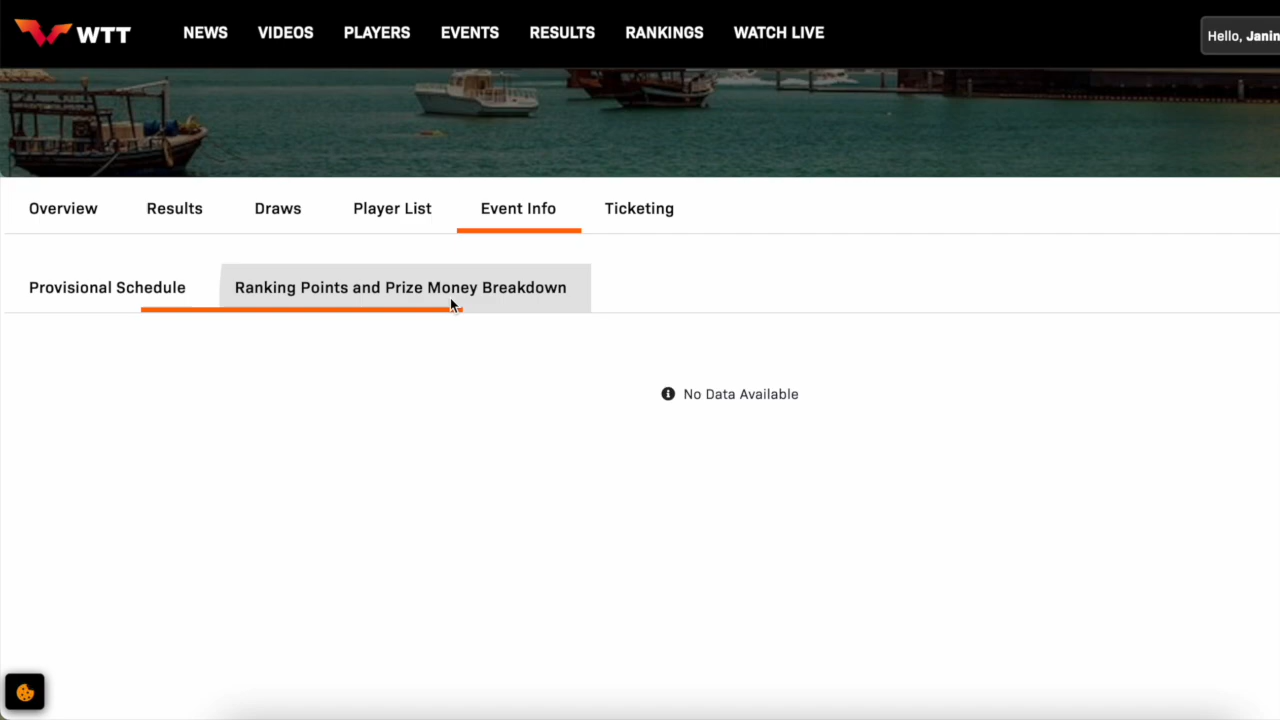 WTT NEWS VIDEOS PLAYERS EVENTS RESULTS RANKINGS WATCH LIVE Hello, Janin
Overview Results Draws Player List Event Info Ticketing
Provisional Schedule Ranking Points and Prize Money Breakdown
No Data Available